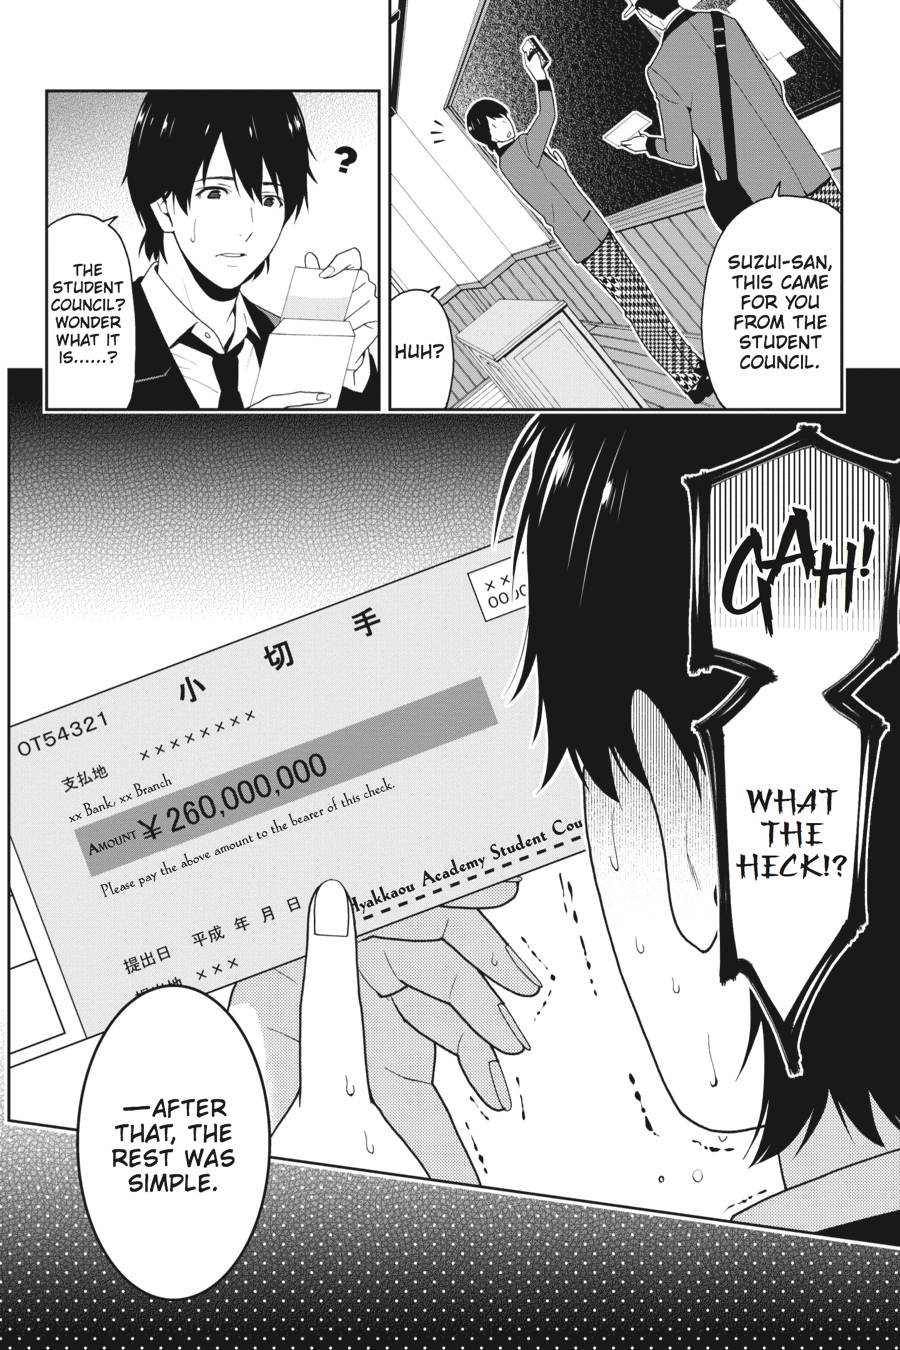 SUZUI-SAN,
THIS CAME
FOR YOU
FROM THE
STUDENT
COUNCIL.
HUH?
?
THE
STUDENT
COUNCIL?
WONDER
WHAT IT
IS......?
GAH!
WHAT
THE
HECK!?
小切手
××
OT54321
支払地 ××××××××
xx Bank, xx Branch
AMOUNT ¥260,000,000
Please pay the above amount to the bearer of this check.
Hyakkaou Academy Student Cou
提出日 平成 年 月 日
×××
—AFTER
THAT, THE
REST WAS
SIMPLE.